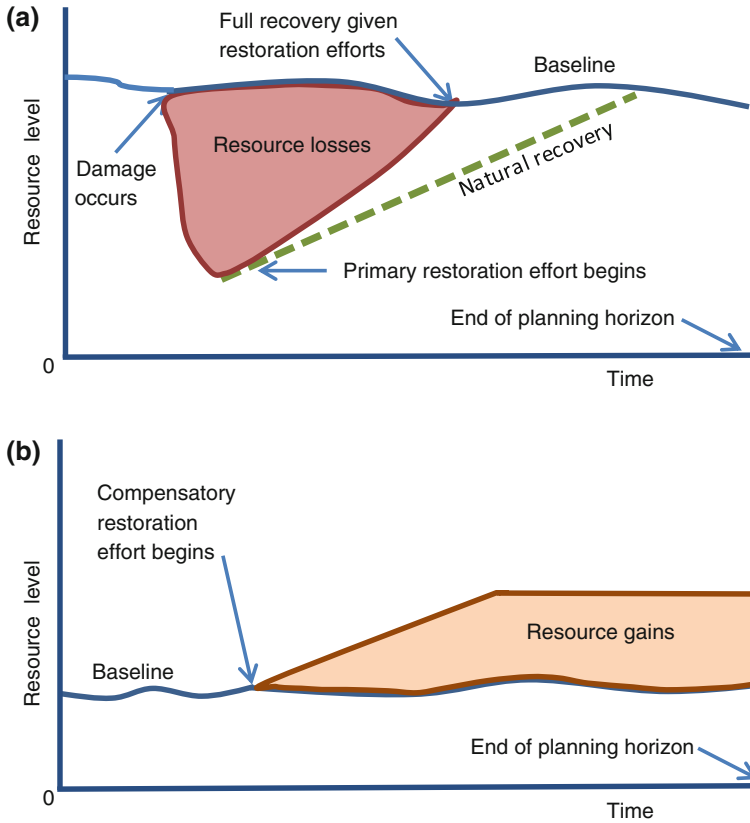 (a)
Full recovery given
restoration efforts
Baseline
Resource losses
Damage
occurs
Natural recovery
Primary restoration effort begins
End of planning horizon
Resource level
0
Time
(b)
Compensatory
restoration
effort begins
Resource gains
Baseline
End of planning horizon
Resource level
0
Time